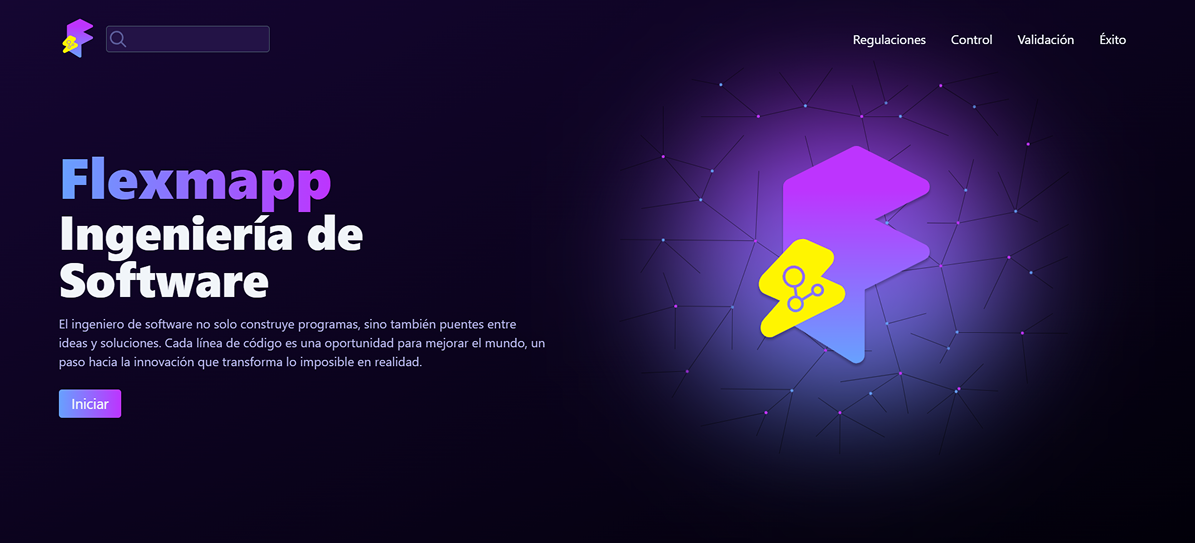 Regulaciones Control Validación Éxito
Flexmapp
Ingeniería de
Software
El ingeniero de software no solo construye programas, sino también puentes entre
ideas y soluciones. Cada línea de código es una oportunidad para mejorar el mundo, un
paso hacia la innovación que transforma lo imposible en realidad.
Iniciar